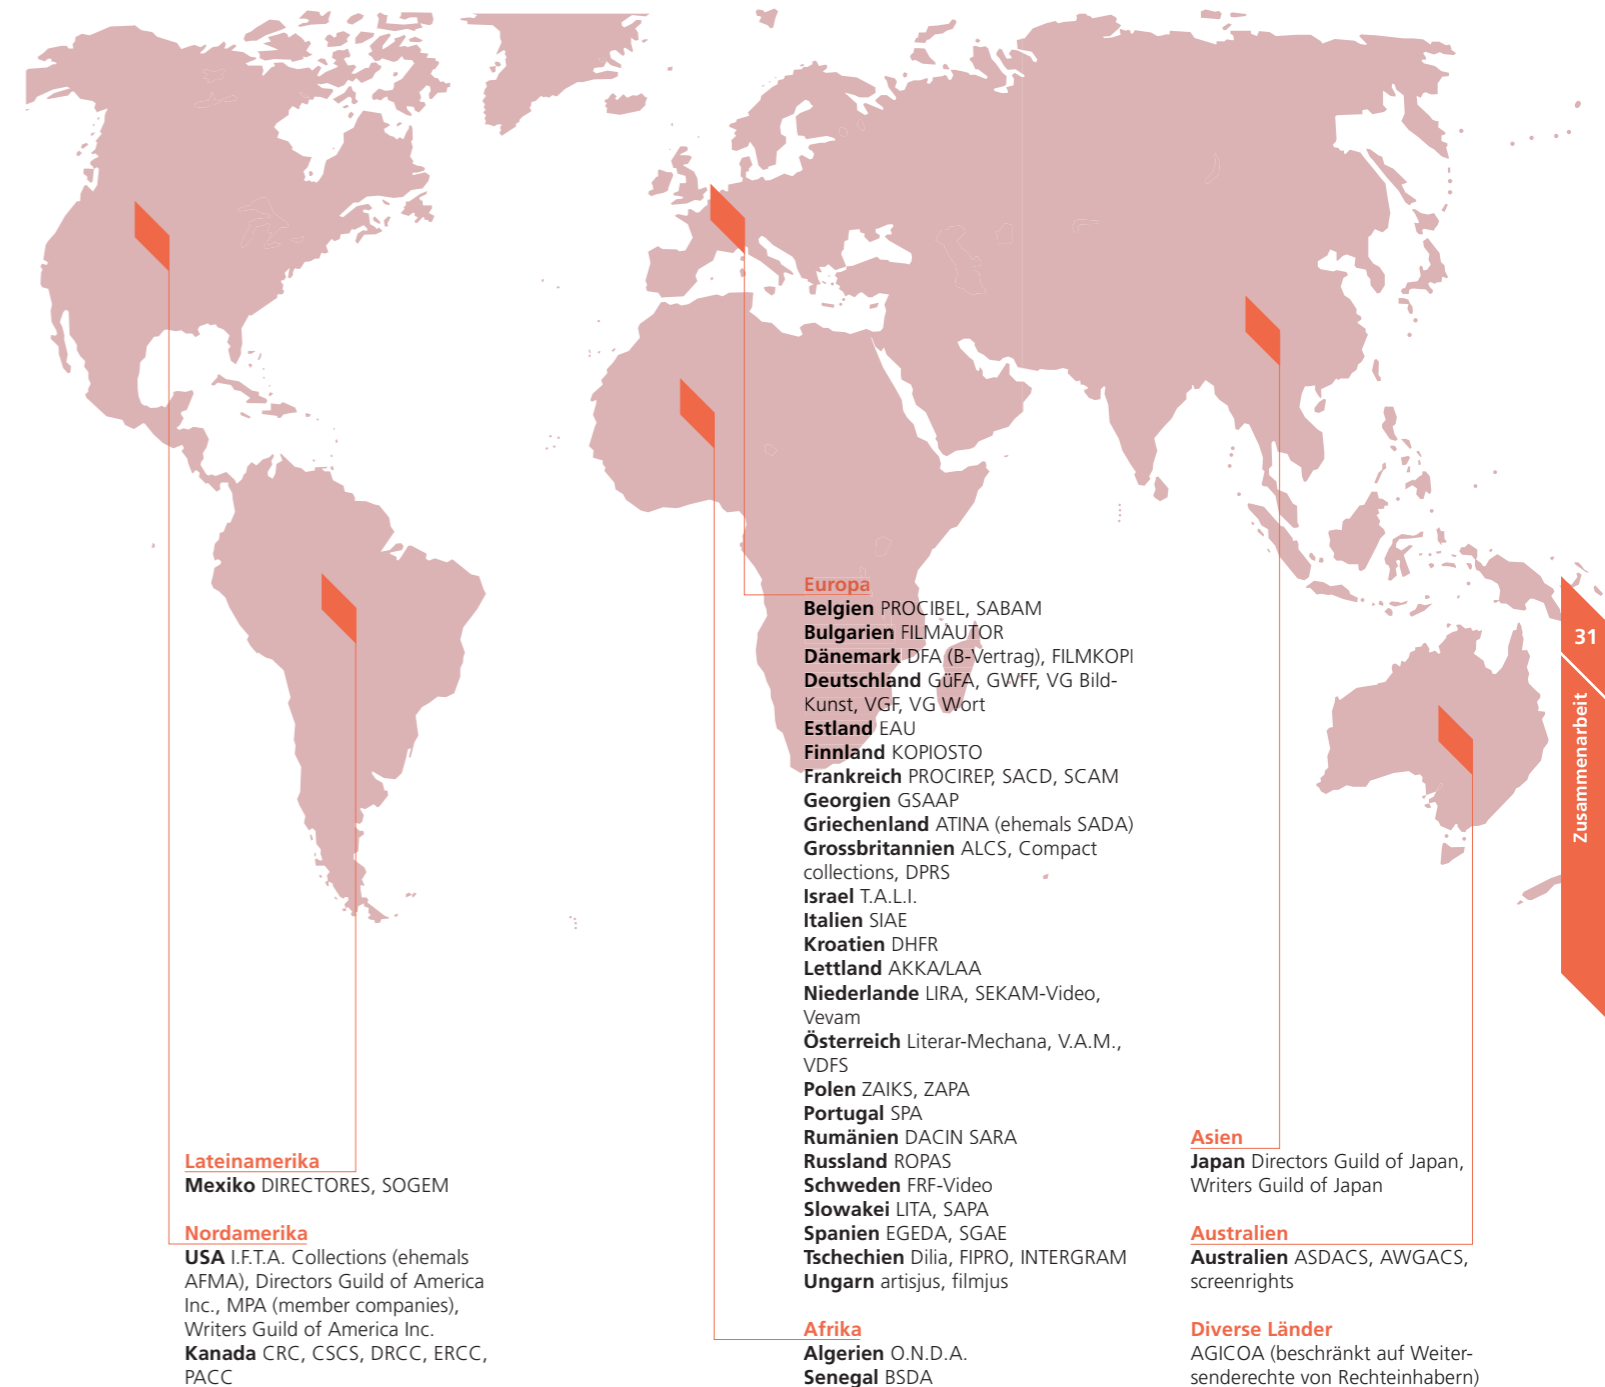 Lateinamerika
Mexiko DIRECTORES, SOGEM
Nordamerika
USA I.F.T.A. Collections (ehemals
AFMA), Directors Guild of America
Inc., MPA (member companies),
Writers Guild of America Inc.
Kanada CRC, CSCS, DRCC, ERCC,
PACC
Europa
Belgien PROCIBEL, SABAM
Bulgarien FILMAUTOR
Dänemark DFA (B-Vertrag), FILMKOPI
Deutschland GüFA, GWFF, VG Bild-
Kunst, VGF, VG Wort
Estland EAU
Finnland KOPIOSTO
Frankreich PROCIREP, SACD, SCAM
Georgien GSAAP
Griechenland ATINA (ehemals SADA)
Grossbritannien ALCS, Compact
collections, DPRS
Israel T.A.L.I.
Italien SIAE
Kroatien DHFR
Lettland AKKA/LAA
Niederlande LIRA, SEKAM-Video,
Vevam
Österreich Literar-Mechana, V.A.M.,
VDFS
Polen ZAIKS, ZAPA
Portugal SPA
Rumänien DACIN SARA
Russland ROPAS
Schweden FRF-Video
Slowakei LITA, SAPA
Spanien EGEDA, SGAE
Tschechien Dilia, FIPRO, INTERGRAM
Ungarn artisjus, filmjus
Afrika
Algerien O.N.D.A.
Senegal BSDA
Asien
Japan Directors Guild of Japan,
Writers Guild of Japan
Australien
Australien ASDACS, AWGACS,
screenrights
Diverse Länder
AGICOA (beschränkt auf Weiter-
senderechte von Rechteinhabern)
31
Zusammenarbeit